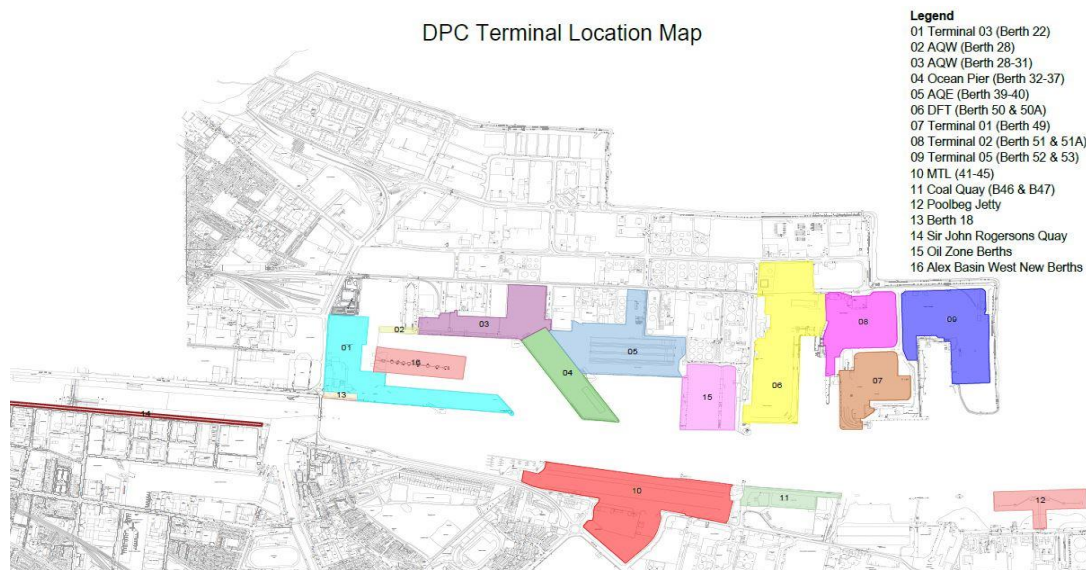 DPC Terminal Location Map
Legend
01 Terminal 03 (Berth 22)
02 AQW (Berth 28)
03 AQW (Berth 28-31)
04 Ocean Pier (Berth 32-37)
05 AQE (Berth 39-40)
06 DFT (Berth 50 & 50A)
07 Terminal 01 (Berth 49)
08 Terminal 02 (Berth 51 & 51A)
09 Terminal 05 (Berth 52 & 53)
10 MTL (41-45)
11 Coal Quay (B46 & B47)
12 Poolbeg Jetty
13 Berth 18
14 Sir John Rogersons Quay
15 Oil Zone Berths
16 Alex Basin West New Berths
08
09
03
02
01
05
16
04
07
06
15
13
14
10
11
12